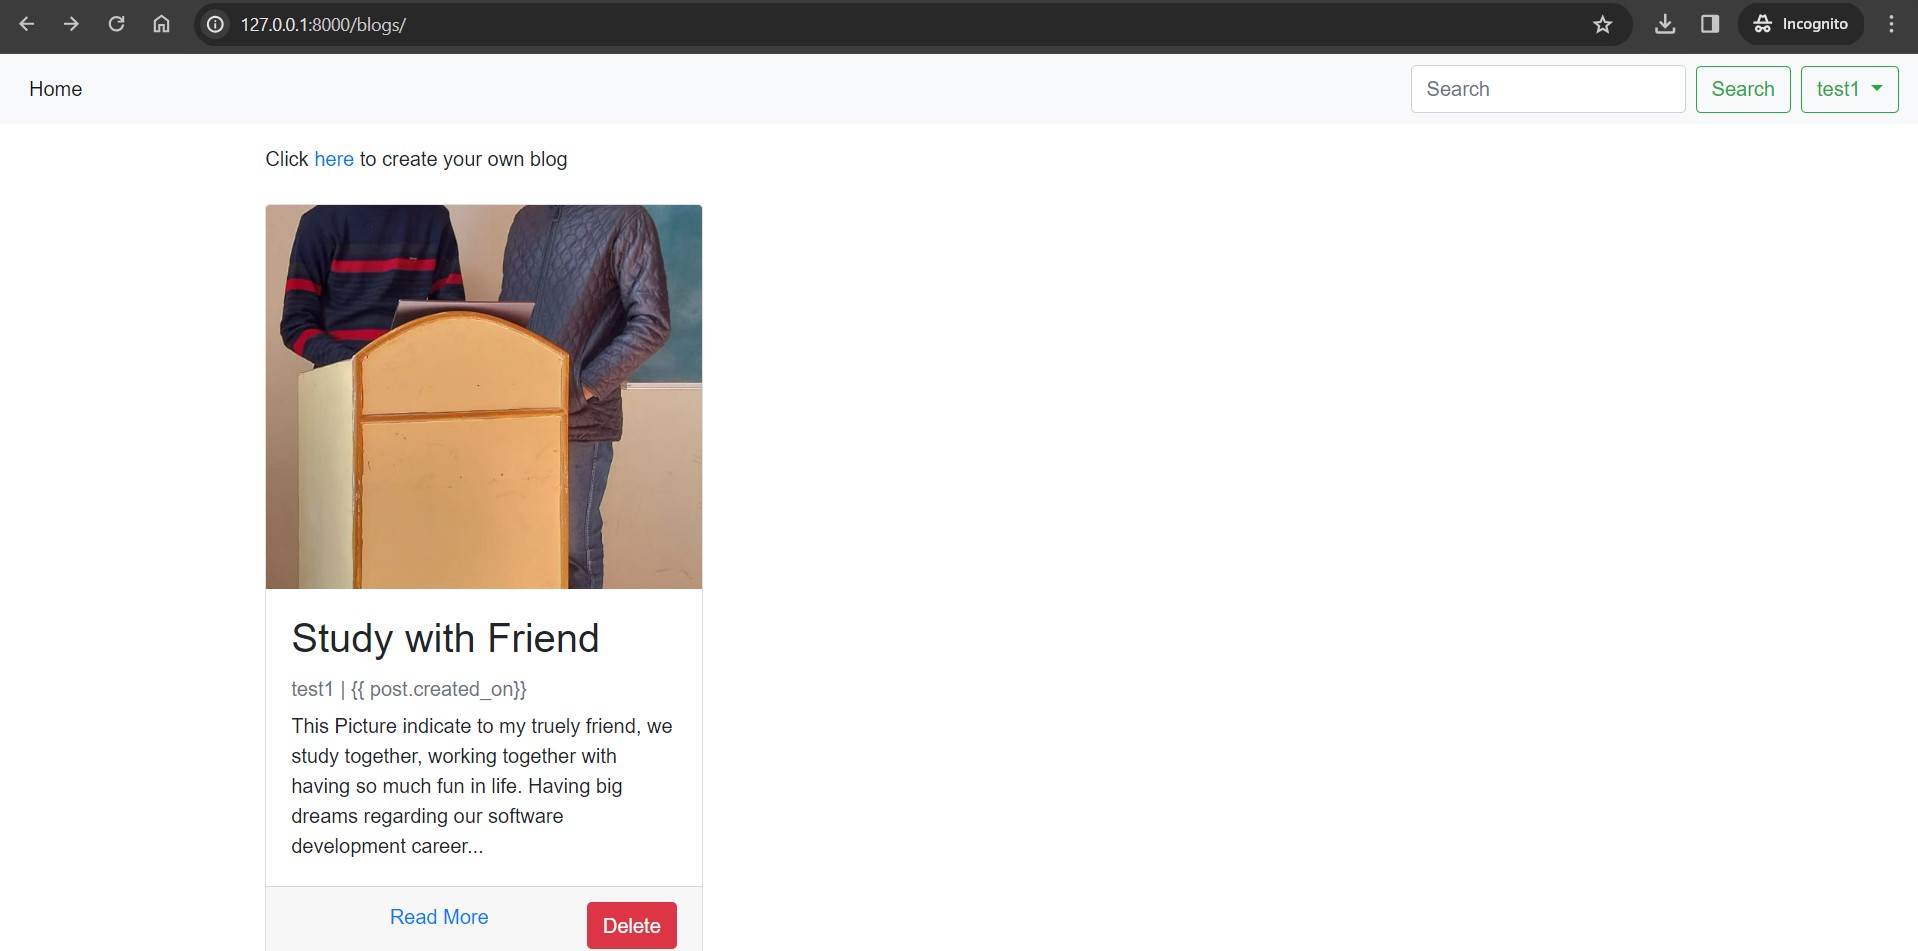 127.0.0.1:8000/blogs/
Incognito
Home
Search
Search
test1
Click here to create your own blog
Study with Friend
test1 | {{ post.created_on}}
This Picture indicate to my truely friend, we
study together, working together with
having so much fun in life. Having big
dreams regarding our software
development career...
Read More
Delete